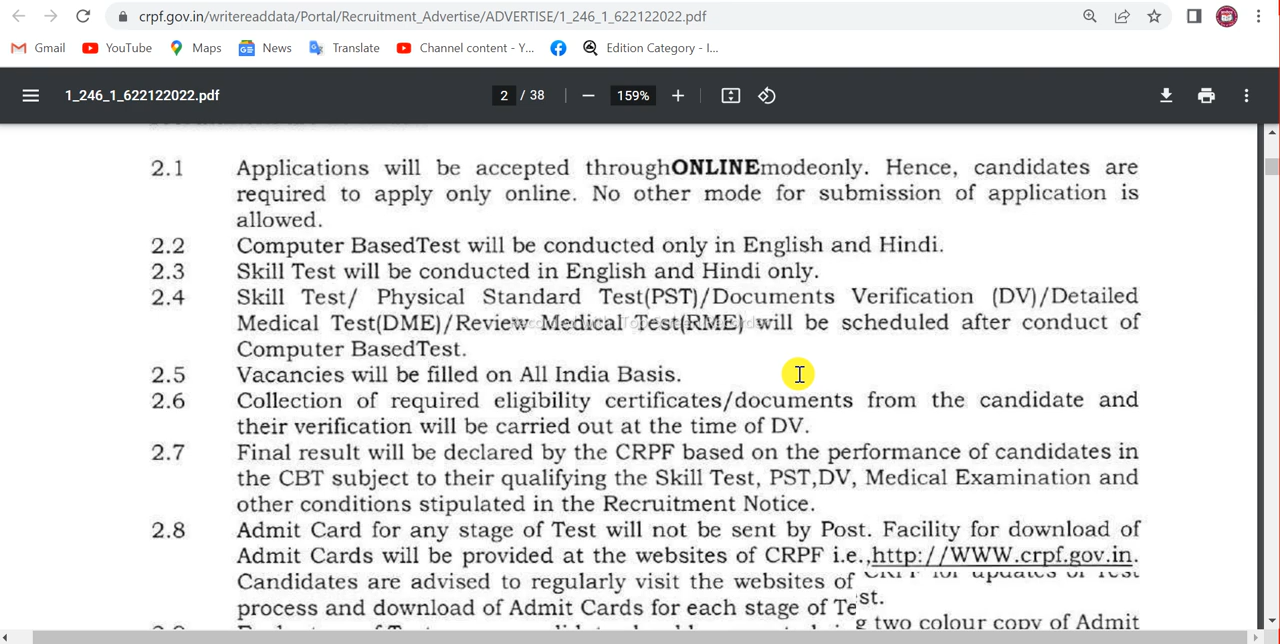 crpf.gov.in/writereaddata/Portal/Recruitment_Advertise/ADVERTISE/1_246_1_622122022.pdf
Gmail YouTube Maps News Translate Channel content - Y... Edition Category - I...
1_246_1_622122022.pdf 2 / 38 159%
2.1 Applications will be accepted throughONLINEmodeonly. Hence, candidates are
required to apply only online. No other mode for submission of application is
allowed.
2.2 Computer BasedTest will be conducted only in English and Hindi.
2.3 Skill Test will be conducted in English and Hindi only.
2.4 Skill Test/ Physical Standard Test(PST)/Documents Verification (DV)/Detailed
Medical Test(DME)/Review Medical Test(RME) will be scheduled after conduct of
Computer BasedTest.
2.5 Vacancies will be filled on All India Basis.
2.6 Collection of required eligibility certificates/documents from the candidate and
their verification will be carried out at the time of DV.
2.7 Final result will be declared by the CRPF based on the performance of candidates in
the CBT subject to their qualifying the Skill Test, PST,DV, Medical Examination and
other conditions stipulated in the Recruitment Notice.
2.8 Admit Card for any stage of Test will not be sent by Post. Facility for download of
Admit Cards will be provided at the websites of CRPF i.e.,http://WWW.crpf.gov.in.
Candidates are advised to regularly visit the websites of CRPF for updates of Test
process and download of Admit Cards for each stage of Test.
two colour copy of Admit